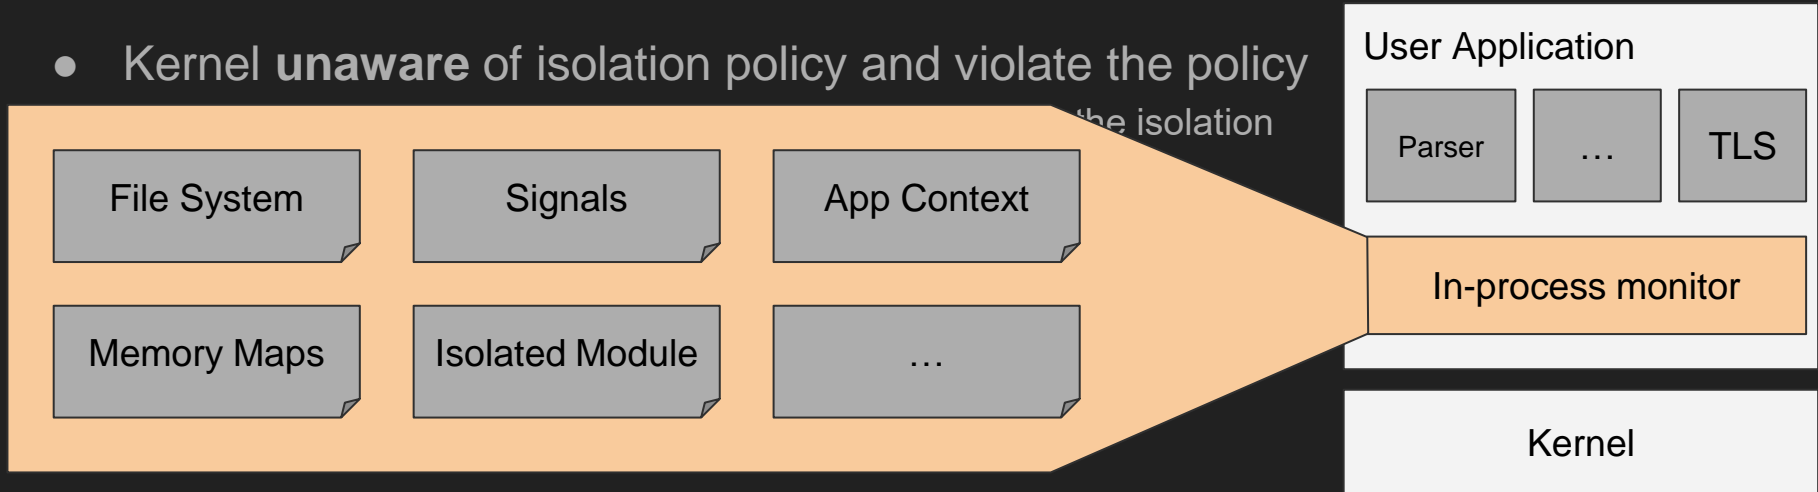 ● Kernel unaware of isolation policy and violate the policy
the isolation
File System
Signals
App Context
Memory Maps
Isolated Module
…
User Application
Parser
…
TLS
In-process monitor
Kernel